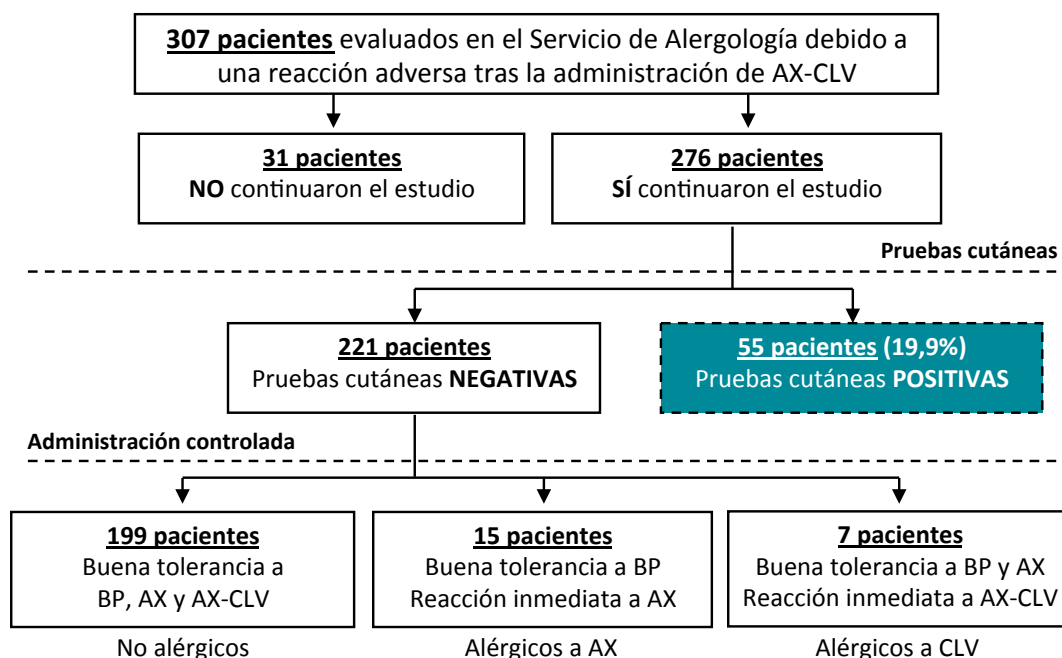 307 pacientes evaluados en el Servicio de Alergología debido a
una reacción adversa tras la administración de AX-CLV
31 pacientes
NO continuaron el estudio
276 pacientes
SÍ continuaron el estudio
Pruebas cutáneas
221 pacientes
Pruebas cutáneas NEGATIVAS
55 pacientes (19,9%)
Pruebas cutáneas POSITIVAS
Administración controlada
199 pacientes
Buena tolerancia a
BP, AX y AX-CLV
No alérgicos
15 pacientes
Buena tolerancia a BP
Reacción inmediata a AX
Alérgicos a AX
7 pacientes
Buena tolerancia a BP y AX
Reacción inmediata a AX-CLV
Alérgicos a CLV